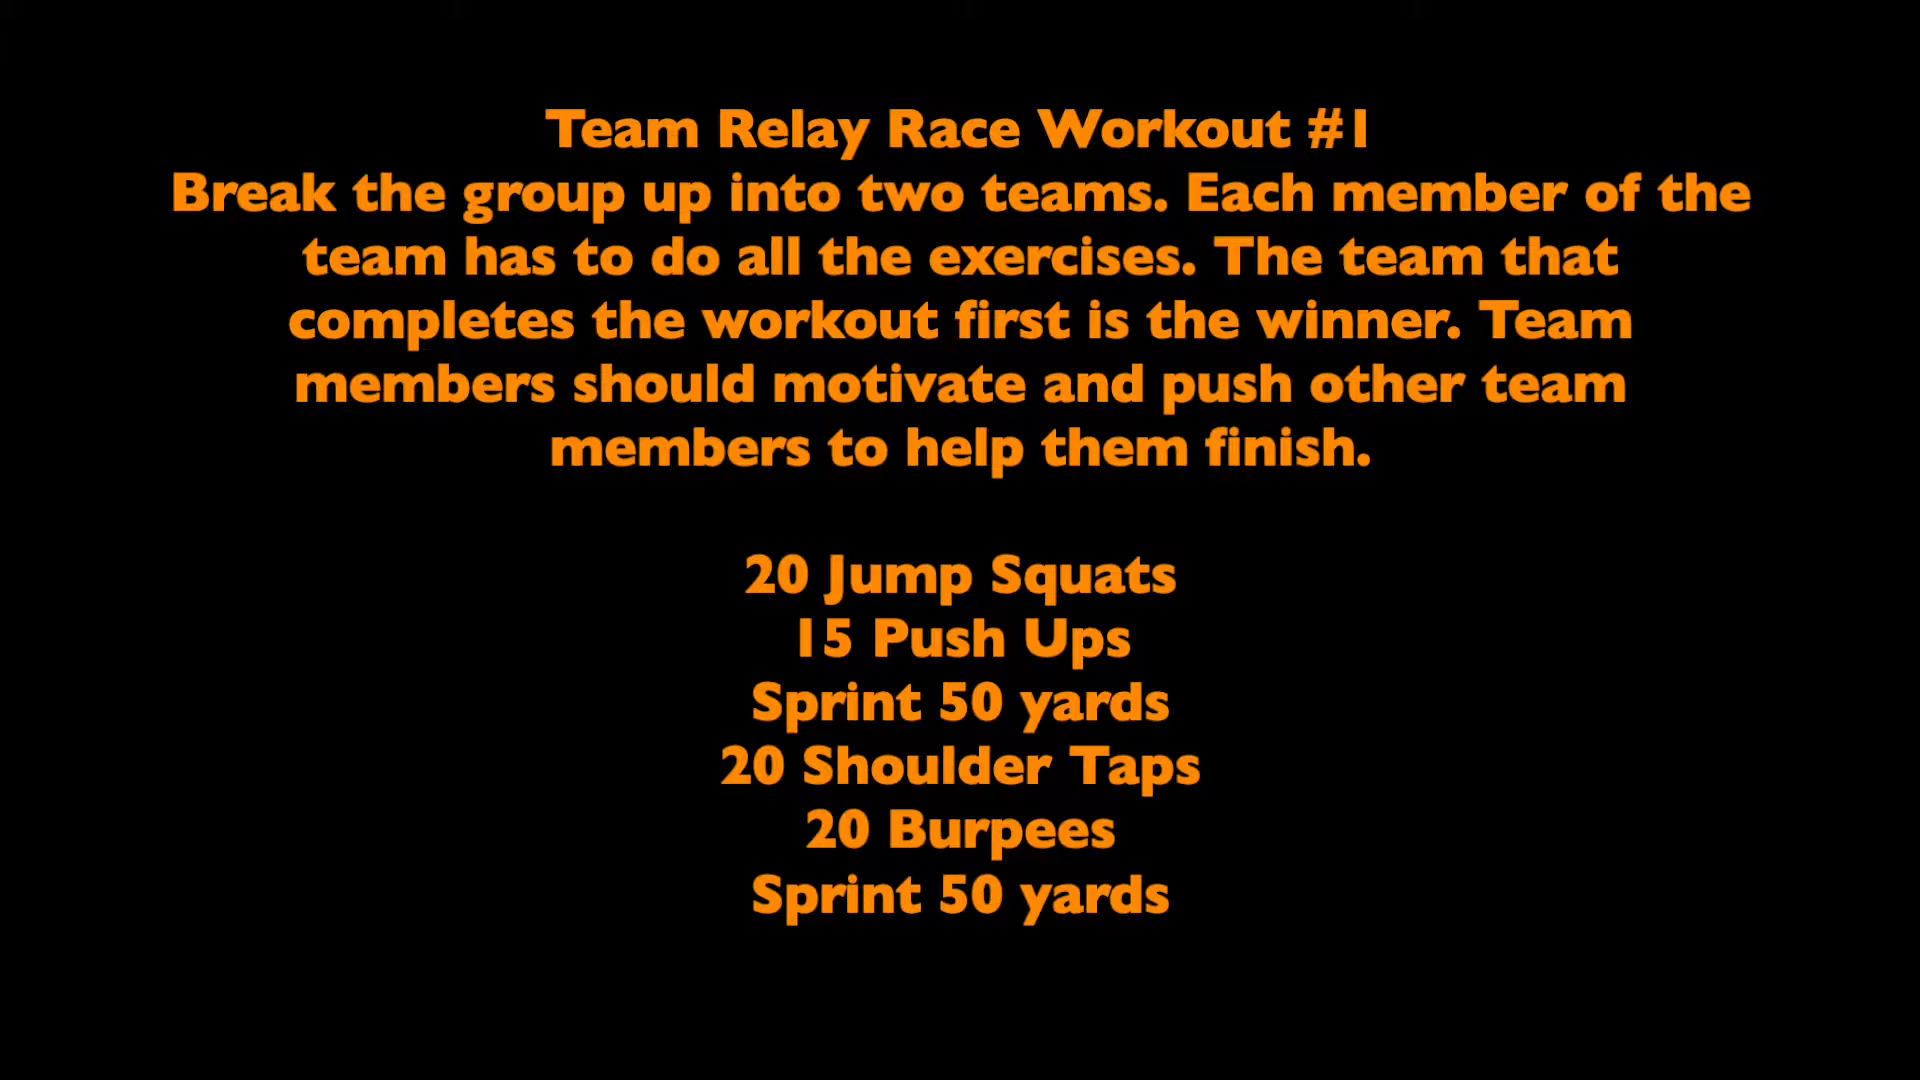 Team Relay Race Workout #1
Break the group up into two teams. Each member of the
team has to do all the exercises. The team that
completes the workout first is the winner. Team
members should motivate and push other team
members to help them finish.
20 Jump Squats
15 Push Ups
Sprint 50 yards
20 Shoulder Taps
20 Burpees
Sprint 50 yards